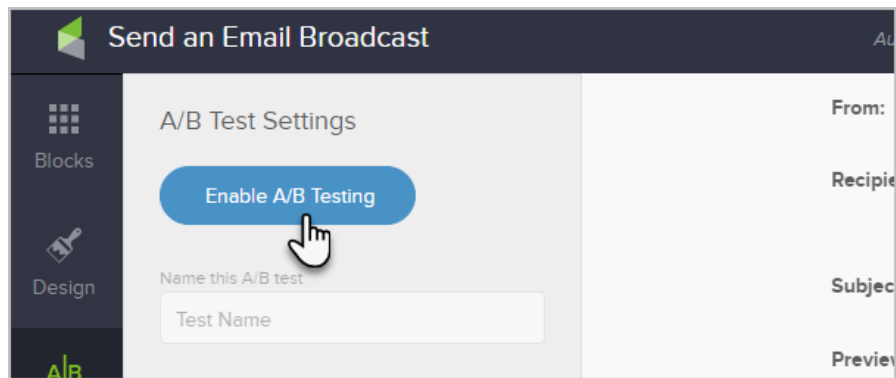 Send an Email Broadcast
Blocks
Design
A|B
A/B Test Settings
Enable A/B Testing
Name this A/B test
Test Name
From: